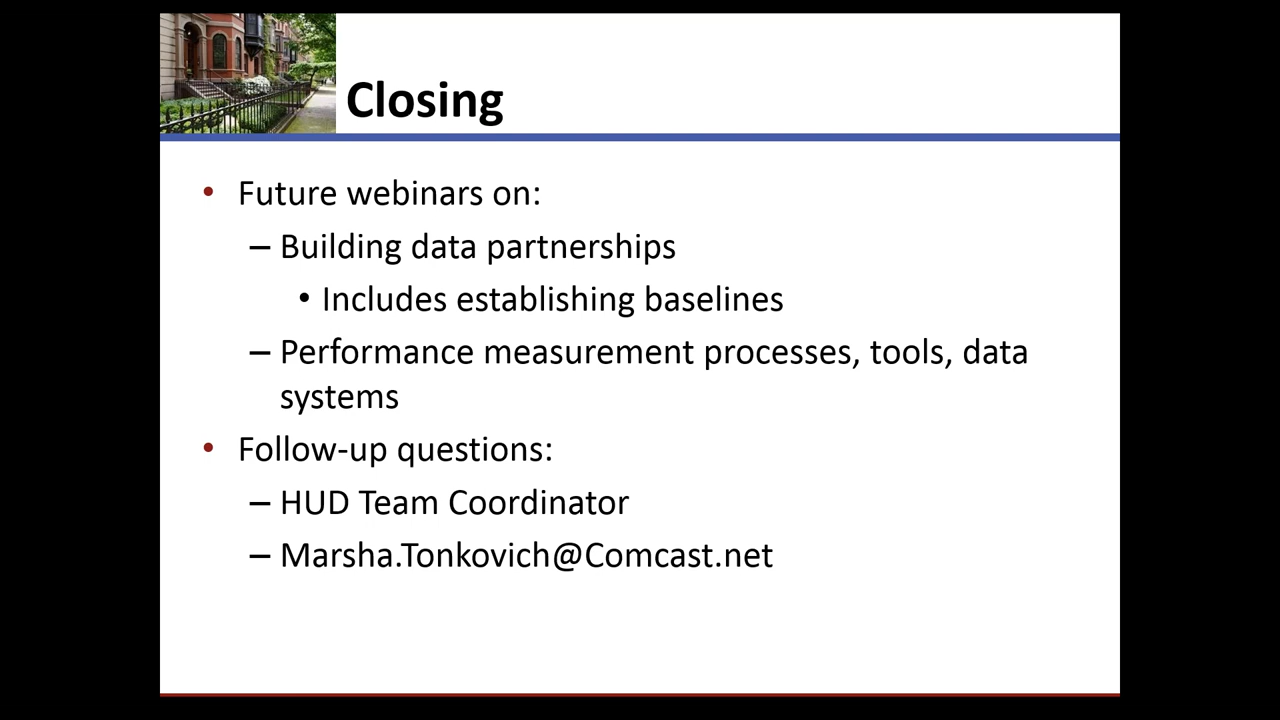 Closing
• Future webinars on:
– Building data partnerships
• Includes establishing baselines
– Performance measurement processes, tools, data
systems
• Follow-up questions:
– HUD Team Coordinator
– Marsha.Tonkovich@Comcast.net